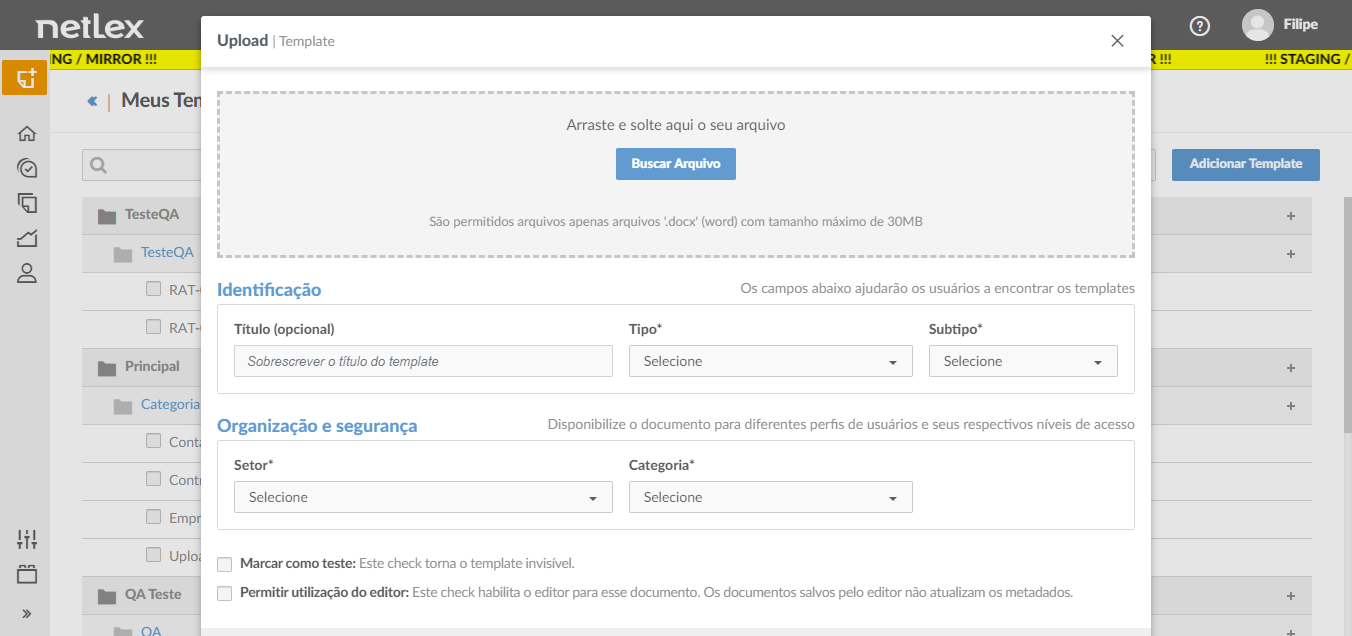 netlex
Filipe
NG / MIRROR !!!
!!!
!!! STAGING /
Upload | Template
« | Meus Tem
Arraste e solte aqui o seu arquivo
Buscar Arquivo
São permitidos arquivos apenas arquivos '.docx' (word) com tamanho máximo de 30MB
Adicionar Template
TesteQA
TesteQA
RAT-
RAT-
Principal
Categoria
Conta
Contr
Empr
Uploa
QA Teste
QA
Identificação
Os campos abaixo ajudarão os usuários a encontrar os templates
Título (opcional)
Tipo*
Subtipo*
Sobrescrever o título do template
Selecione
Selecione
Organização e segurança
Disponibilize o documento para diferentes perfis de usuários e seus respectivos níveis de acesso
Setor*
Categoria*
Selecione
Selecione
Marcar como teste: Este check torna o template invisível.
Permitir utilização do editor: Este check habilita o editor para esse documento. Os documentos salvos pelo editor não atualizam os metadados.